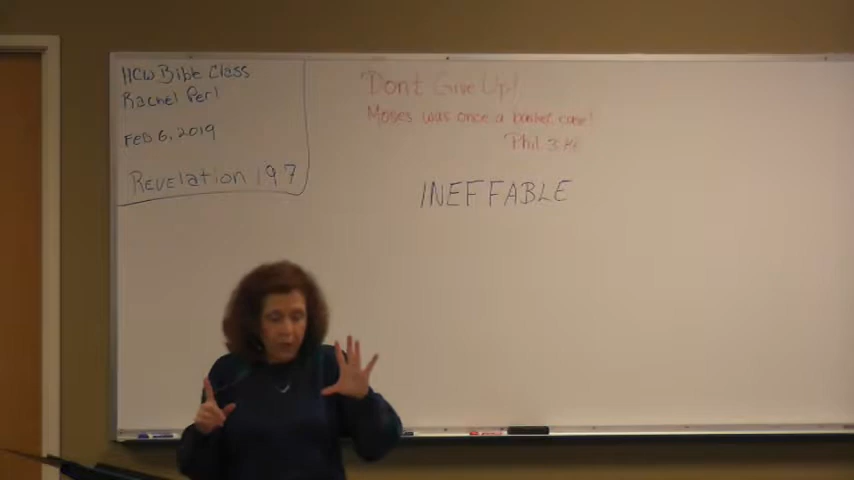 HCW Bible Class
Rachel Perl
FEB 6, 2019
Revelation 19:7
Don't Give Up!
Moses was once a basket case!
Phil 3:14
INEFFABLE